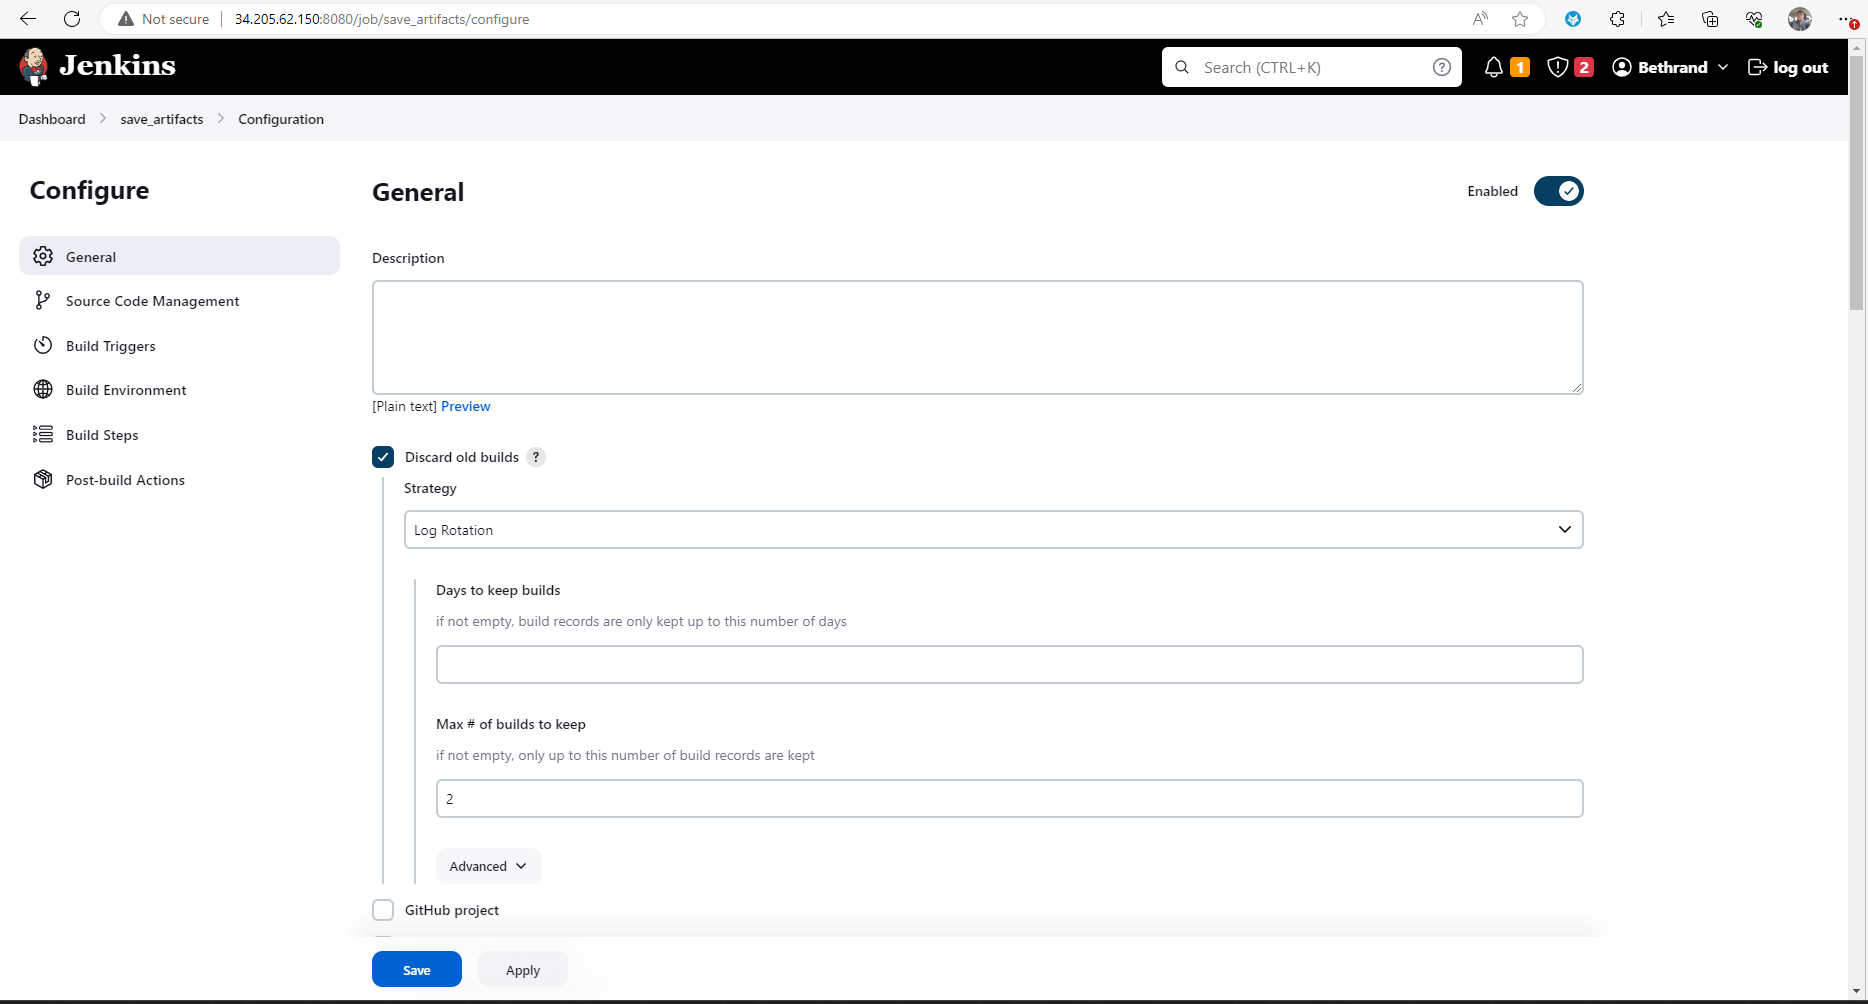 Not secure
34.205.62.150:8080/job/save_artifacts/configure
Jenkins
Search (CTRL+K)
?
1
2
Bethrand
log out
Dashboard
save_artifacts
Configuration
Configure
General
Source Code Management
Build Triggers
Build Environment
Build Steps
Post-build Actions
General
Enabled
Description
[Plain text] Preview
Discard old builds ?
Strategy
Log Rotation
Days to keep builds
if not empty, build records are only kept up to this number of days
Max # of builds to keep
if not empty, only up to this number of build records are kept
2
Advanced
GitHub project
Save
Apply